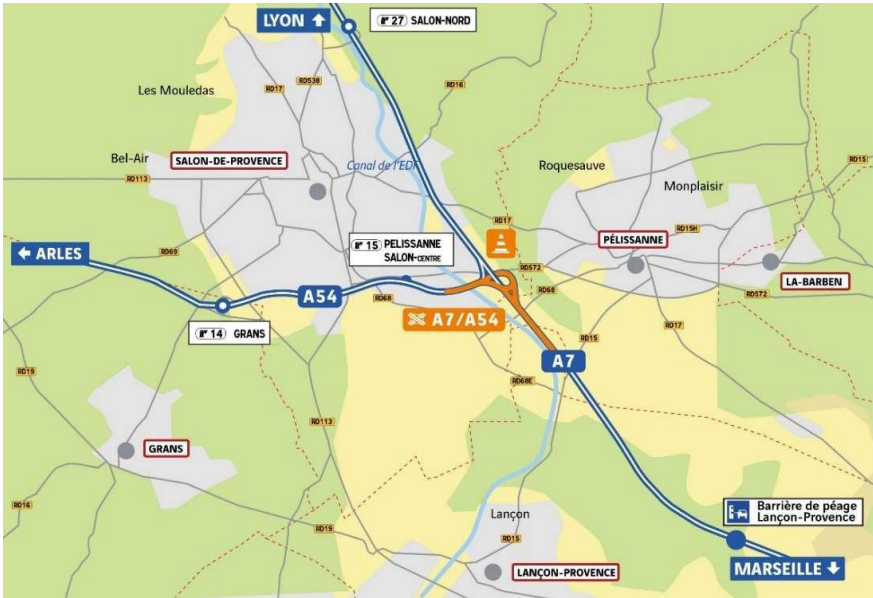 LYON ↑
27 SALON-NORD
RD538
RD17
RD16
Les Mouledas
Bel-Air
SALON-DE-PROVENCE
Canal de l'EDF
Roquesauve
RD15
RD113
Monplaisir
RD17
RD15H
15 PELISSANNE
SALON-CENTRE
PÉLISSANNE
← ARLES
RD69
RD572
LA-BARBEN
RD68
RD68
RD572
A54
A7/A54
14 GRANS
RD17
RD15
A7
RD19
RD68E
RD113
GRANS
RD16
RD19
Lançon
Barrière de péage
Lançon-Provence
RD15
LANÇON-PROVENCE
MARSEILLE ↓